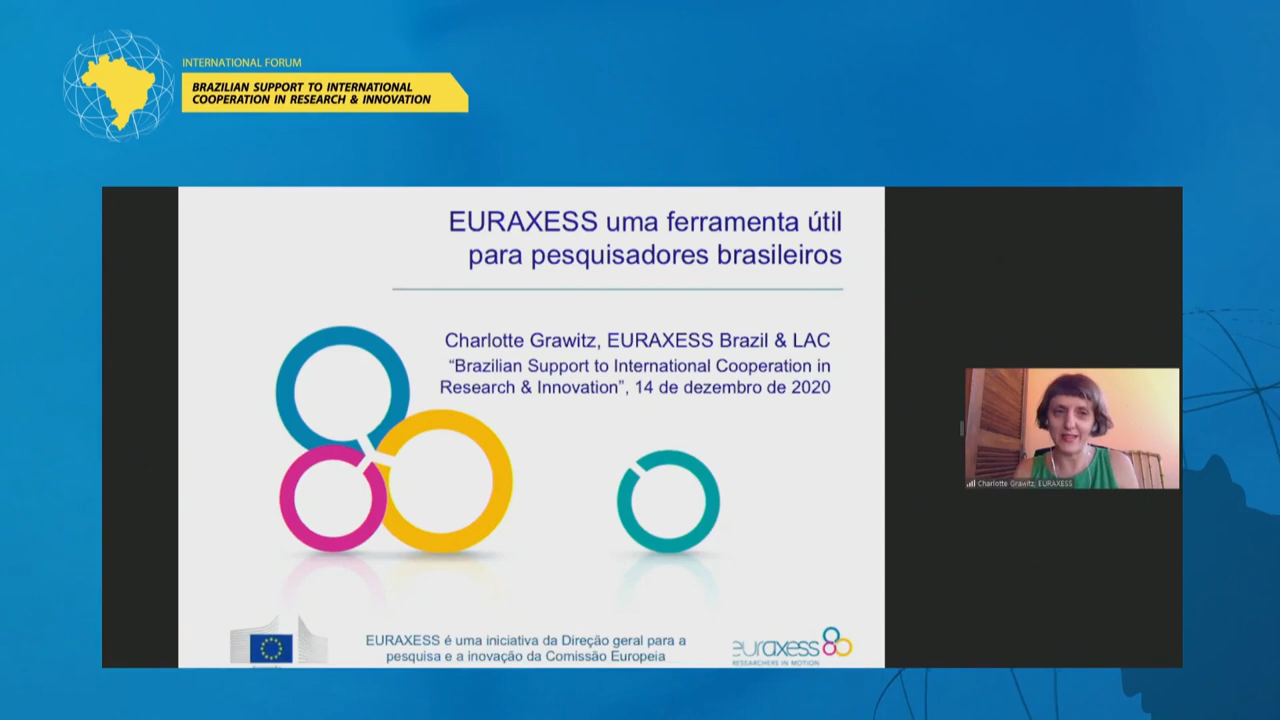 INTERNATIONAL FORUM
BRAZILIAN SUPPORT TO INTERNATIONAL
COOPERATION IN RESEARCH & INNOVATION
EURAXESS uma ferramenta útil
para pesquisadores brasileiros
Charlotte Grawitz, EURAXESS Brazil & LAC
“Brazilian Support to International Cooperation in
Research & Innovation”, 14 de dezembro de 2020
Charlotte Grawitz, EURAXESS
EURAXESS é uma iniciativa da Direção geral para a
pesquisa e a inovação da Comissão Europeia
euraxess
RESEARCHERS IN MOTION